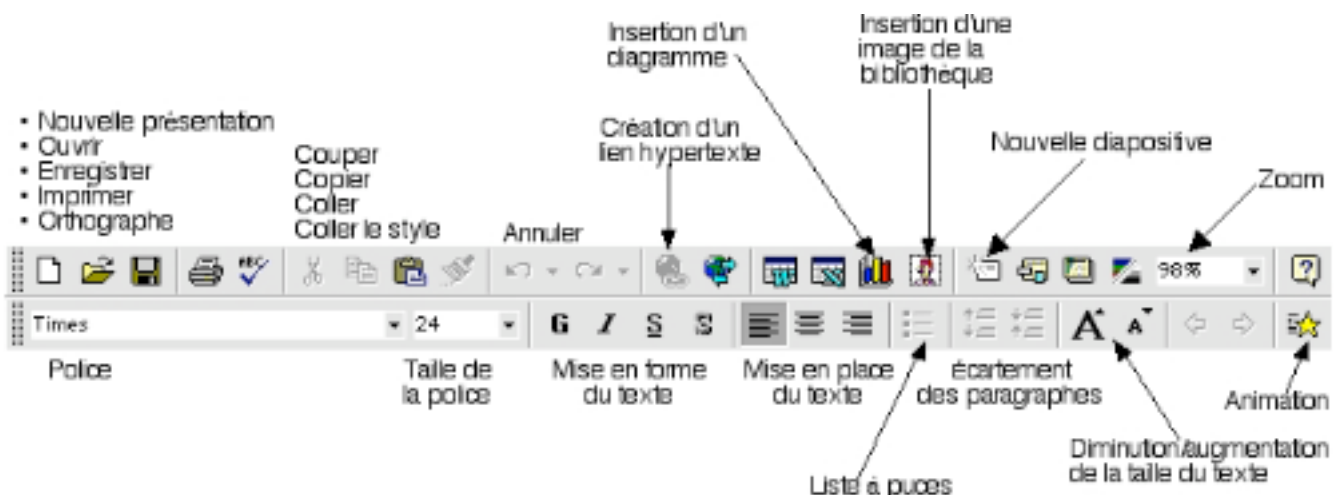 Insertion d'un
diagramme
Insertion d'une
image de la
bibliothèque
• Nouvelle présentation
• Ouvrir
• Enregistrer
• Imprimer
• Orthographe
Couper
Copier
Coller
Coller le style
Annuler
Création d'un
lien hypertexte
Nouvelle diapositive
Zoom
ABC
98%
Times
24
G I S S
Police
Taille de
la police
Mise en forme
du texte
Mise en place
du texte
écartement
des paragraphes
Animation
Diminution/augmentation
de la taille du texte
Liste à puces